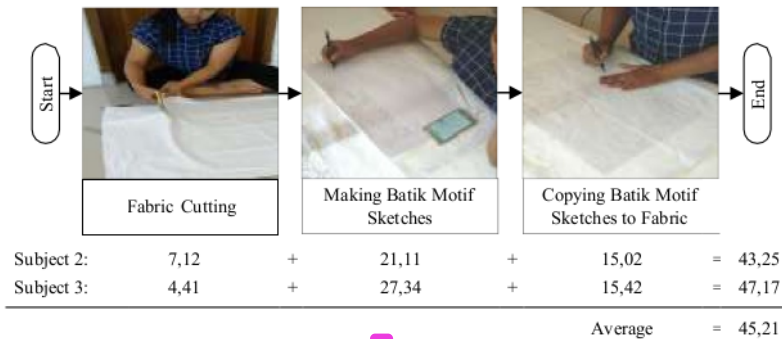 Start
End
Fabric Cutting
Making Batik Motif
Sketches
Copying Batik Motif
Sketches to Fabric
Subject 2: 7,12 + 21,11 + 15,02 = 43,25
Subject 3: 4,41 + 27,34 + 15,42 = 47,17
Average = 45,21